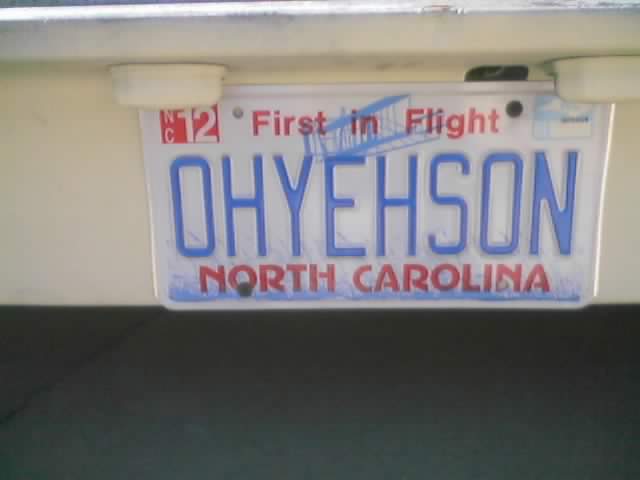 NC 12 First in Flight
OHYEHSON
NORTH CAROLINA